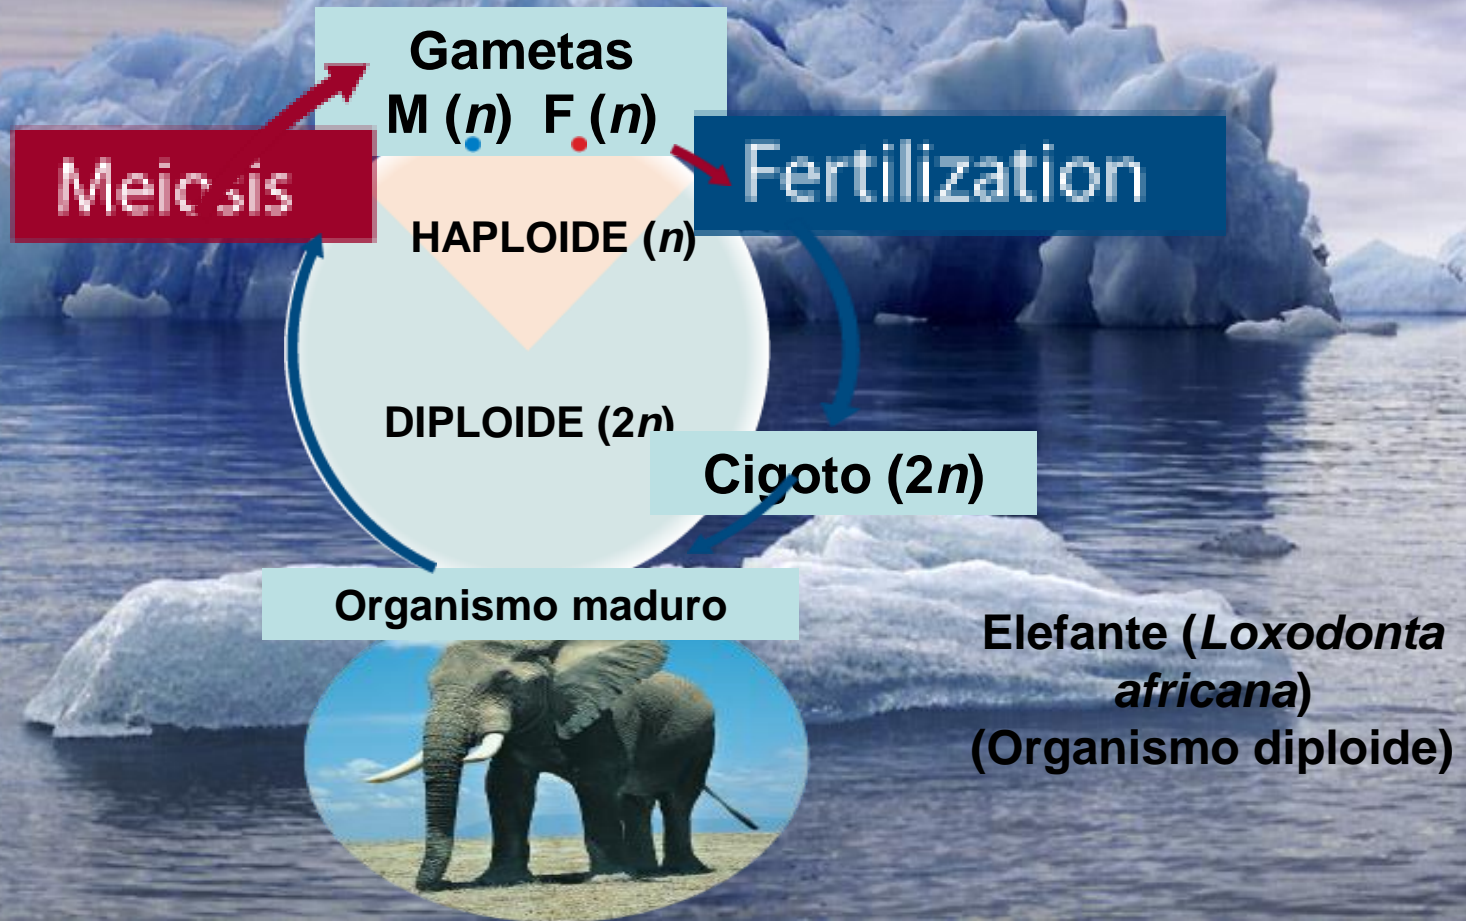 Gametas
M (n) F (n)
Meiosis
Fertilization
HAPLOIDE (n)
DIPLOIDE (2n)
Cigoto (2n)
Organismo maduro
Elefante (Loxodonta
africana)
(Organismo diploide)